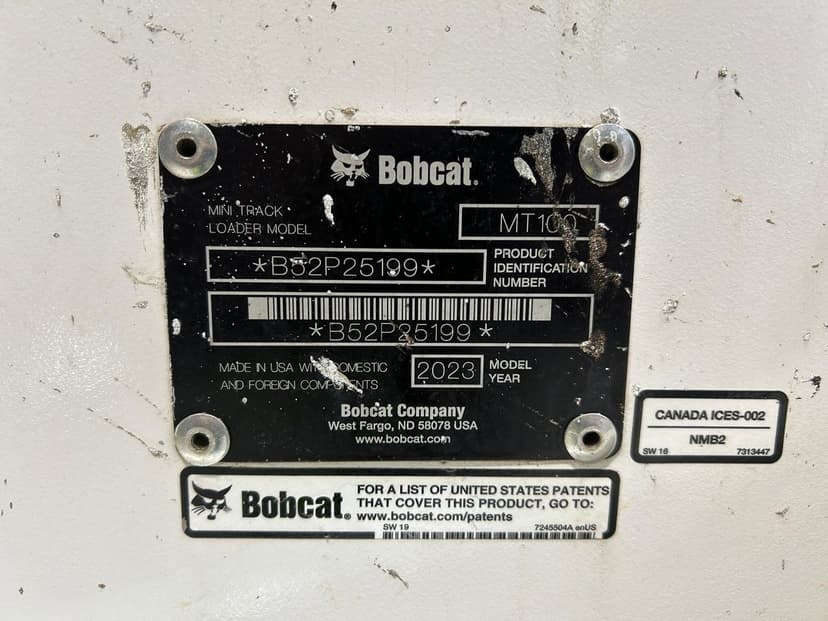 Bobcat.
MINI TRACK
LOADER MODEL
MT100
*B52P25199*
PRODUCT
IDENTIFICATION
NUMBER
*B52P25199*
MADE IN USA WITH DOMESTIC
AND FOREIGN COMPONENTS
2023
MODEL
YEAR
Bobcat Company
West Fargo, ND 58078 USA
www.bobcat.com
CANADA ICES-002
NMB2
SW 16 7313447
Bobcat.
FOR A LIST OF UNITED STATES PATENTS
THAT COVER THIS PRODUCT, GO TO:
www.bobcat.com/patents
SW 19 7245504A enUS